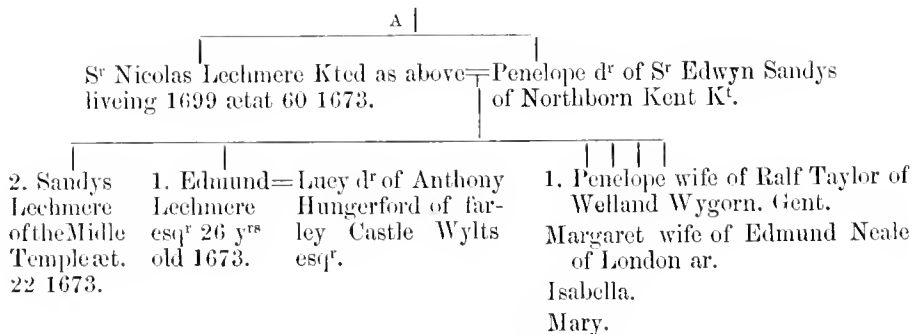 A
Sʳ Nicolas Lechmere Kted as above=Penelope dʳ of Sʳ Edwyn Sandys
liveing 1699 ætat 60 1673.
of Northborn Kent Kᵗ.
2. Sandys
Lechmere
of the Midle
Temple æt.
22 1673.
1. Edmund=
Lechmere
esqʳ 26 yʳˢ
old 1673.
Lucy dʳ of Anthony
Hungerford of far-
ley Castle Wylts
esqʳ.
1. Penelope wife of Ralf Taylor of
Welland Wygorn. Gent.
Margaret wife of Edmund Neale
of London ar.
Isabella.
Mary.